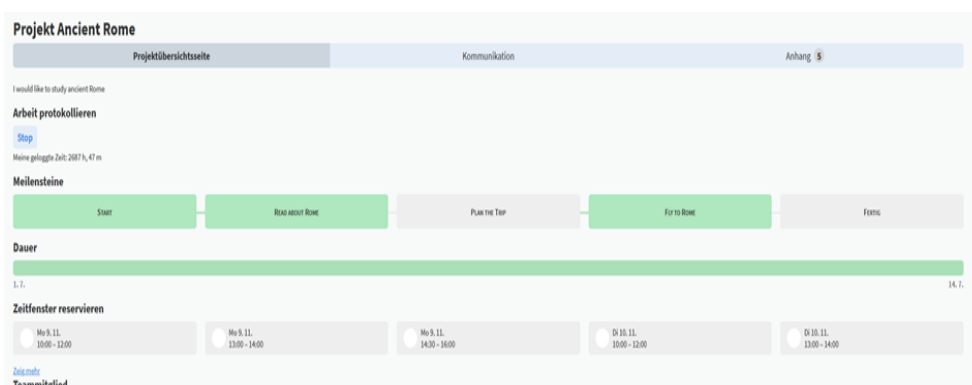 Projekt Ancient Rome
Projektübersichtsseite Kommunikation Anhang 5
I would like to study ancient Rome
Arbeit protokollieren
Stop
Meine geloggte Zeit: 2687 h, 47 m
Meilensteine
START READ ABOUT ROME PLAN THE TRIP FLY TO ROME FERTIG
Dauer
1. 7. 14. 7.
Zeitfenster reservieren
Mo 9. 11. Mo 9. 11. Mo 9. 11. Di 10. 11. Di 10. 11.
10:00 – 12:00 13:00 – 14:00 14:30 – 16:00 10:00 – 12:00 13:00 – 14:00
Zeig mehr
Teammitglied